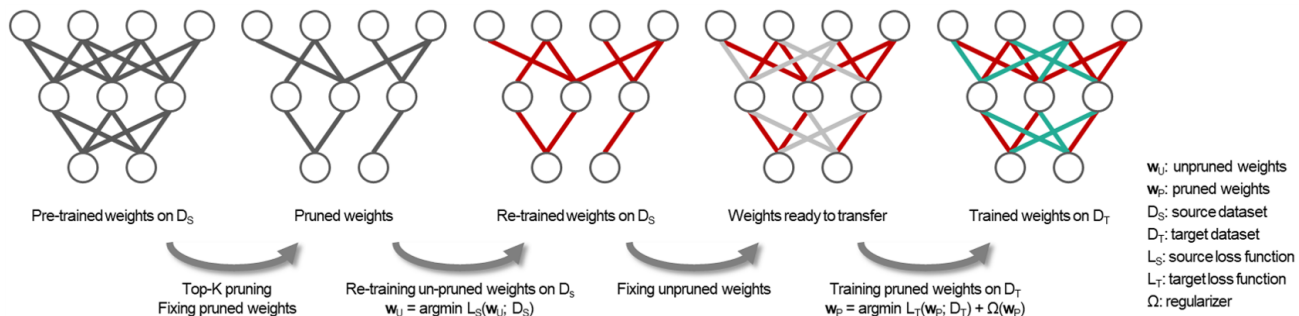 Pre-trained weights on D_S
Pruned weights
Re-trained weights on D_S
Weights ready to transfer
Trained weights on D_T
Top-K pruning
Fixing pruned weights
Re-training un-pruned weights on D_S
w_U = argmin L_S(w_U; D_S)
Fixing unpruned weights
Training pruned weights on D_T
w_P = argmin L_T(w_P; D_T) + Ω(w_P)
w_U: unpruned weights
w_P: pruned weights
D_S: source dataset
D_T: target dataset
L_S: source loss function
L_T: target loss function
Ω: regularizer